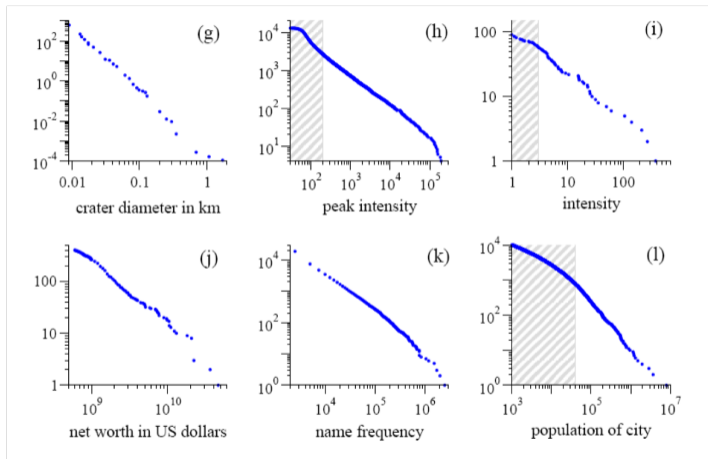 (g)
10^2
10^0
10^-2
10^-4
0.01 0.1 1
crater diameter in km
(h)
10^4
10^3
10^2
10^1
10^2 10^3 10^4 10^5
peak intensity
(i)
100
10
1
1 10 100
intensity
(j)
100
10
1
10^9 10^10
net worth in US dollars
(k)
10^4
10^2
10^0
10^4 10^5 10^6
name frequency
(l)
10^4
10^2
10^0
10^3 10^5 10^7
population of city